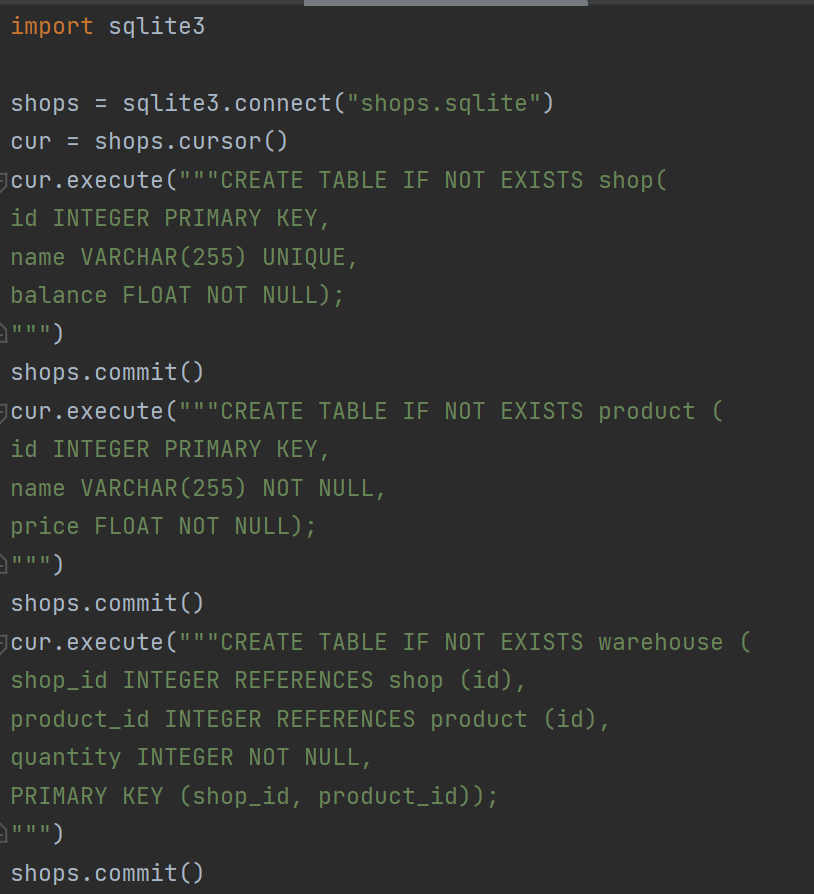 import sqlite3
shops = sqlite3.connect("shops.sqlite")
cur = shops.cursor()
cur.execute("""CREATE TABLE IF NOT EXISTS shop(
id INTEGER PRIMARY KEY,
name VARCHAR(255) UNIQUE,
balance FLOAT NOT NULL);
""")
shops.commit()
cur.execute("""CREATE TABLE IF NOT EXISTS product (
id INTEGER PRIMARY KEY,
name VARCHAR(255) NOT NULL,
price FLOAT NOT NULL);
""")
shops.commit()
cur.execute("""CREATE TABLE IF NOT EXISTS warehouse (
shop_id INTEGER REFERENCES shop (id),
product_id INTEGER REFERENCES product (id),
quantity INTEGER NOT NULL,
PRIMARY KEY (shop_id, product_id));
""")
shops.commit()